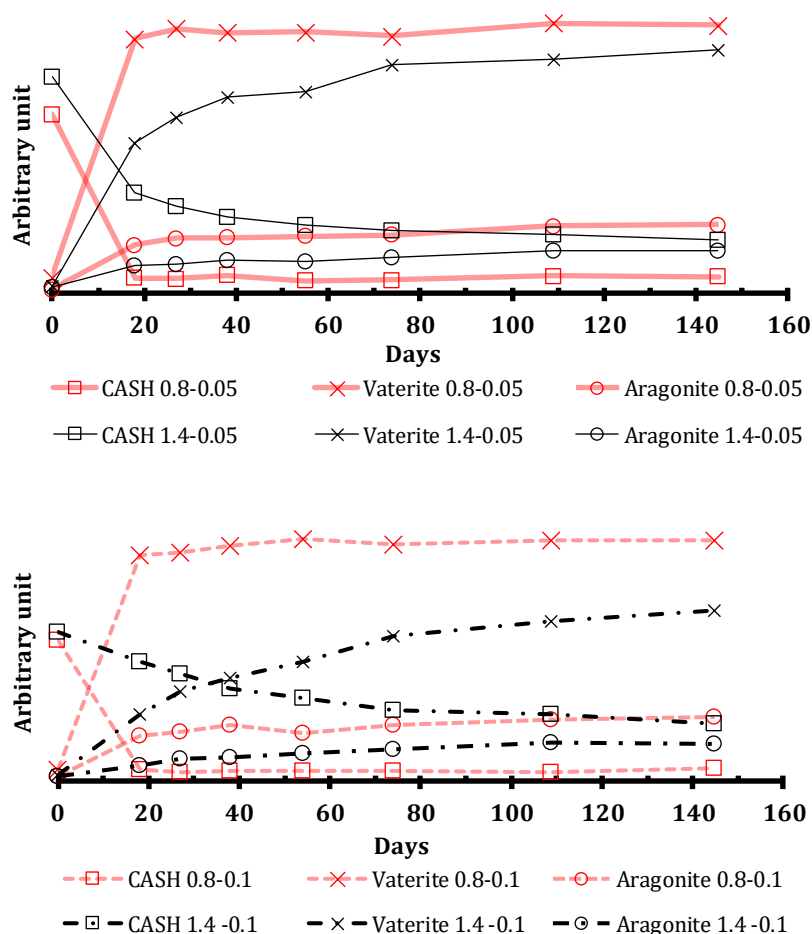 Arbitrary unit
0 20 40 60 80 100 120 140 160
Days
CASH 0.8-0.05 Vaterite 0.8-0.05 Aragonite 0.8-0.05
CASH 1.4-0.05 Vaterite 1.4-0.05 Aragonite 1.4-0.05
Arbitrary unit
0 20 40 60 80 100 120 140 160
Days
CASH 0.8-0.1 Vaterite 0.8-0.1 Aragonite 0.8-0.1
CASH 1.4 -0.1 Vaterite 1.4 -0.1 Aragonite 1.4 -0.1